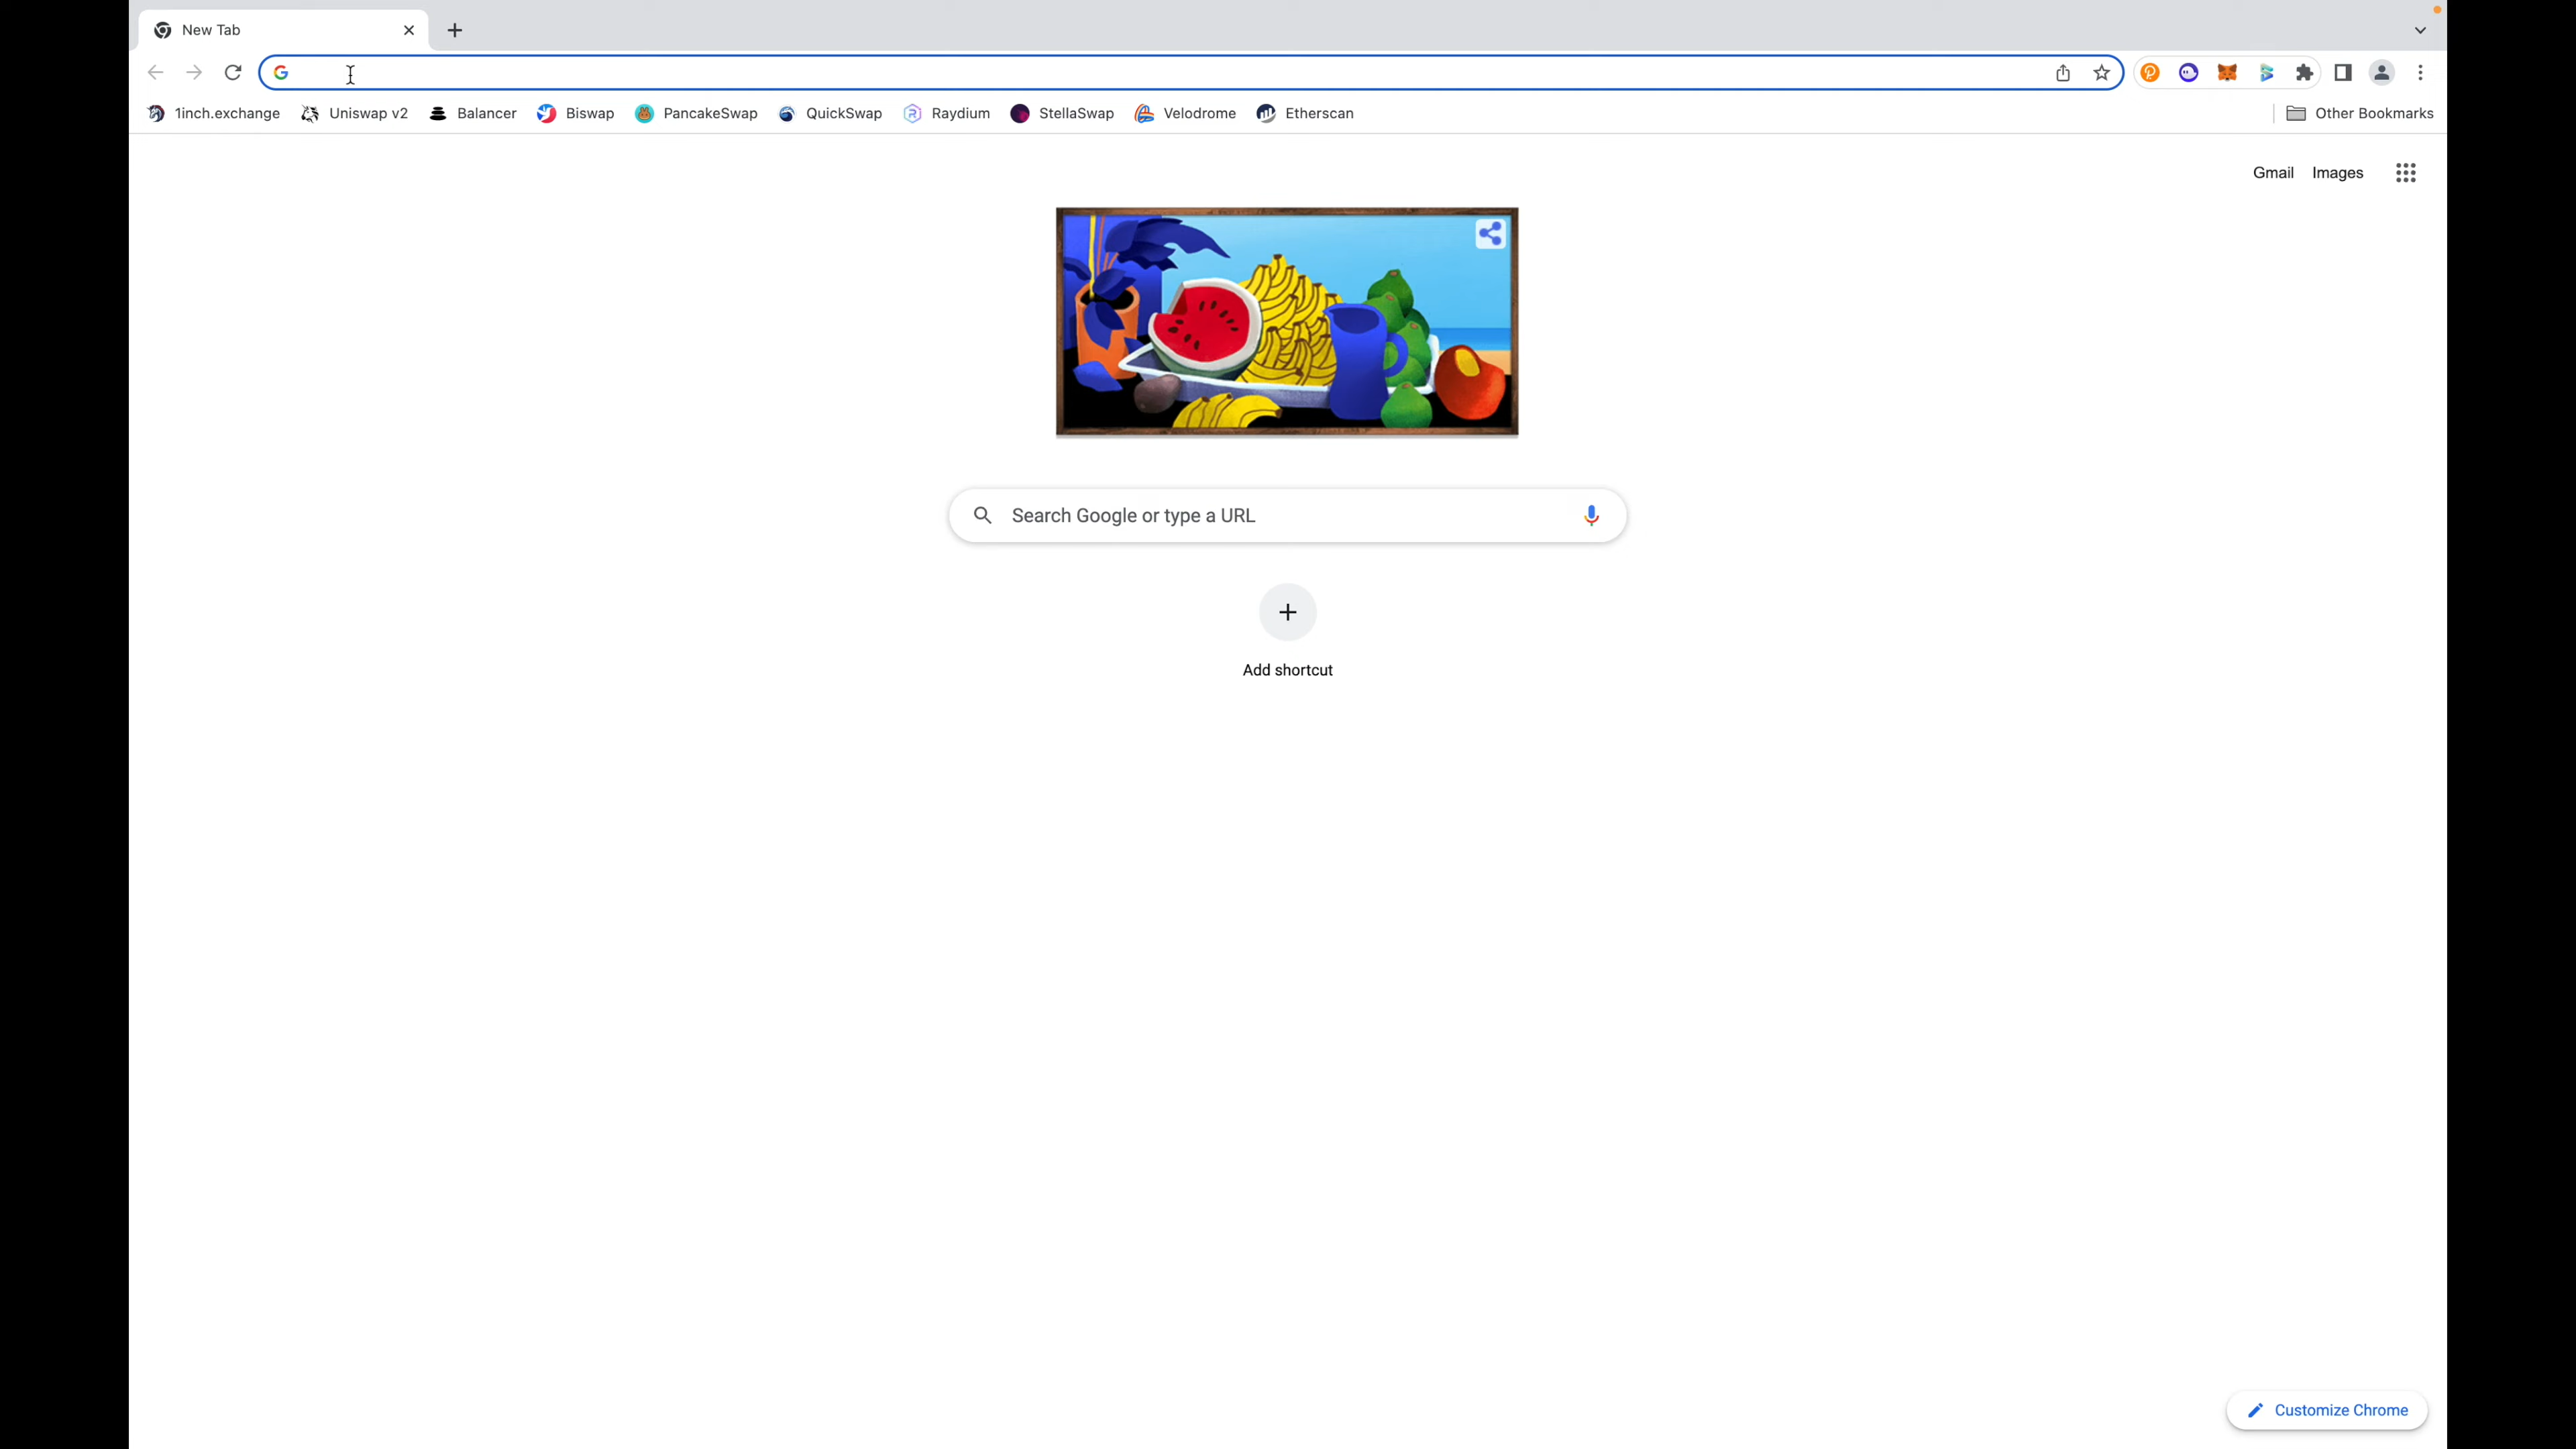 New Tab
1inch.exchange Uniswap v2 Balancer Biswap PancakeSwap QuickSwap Raydium StellaSwap Velodrome Etherscan Other Bookmarks
Gmail Images
Search Google or type a URL
Add shortcut
Customize Chrome